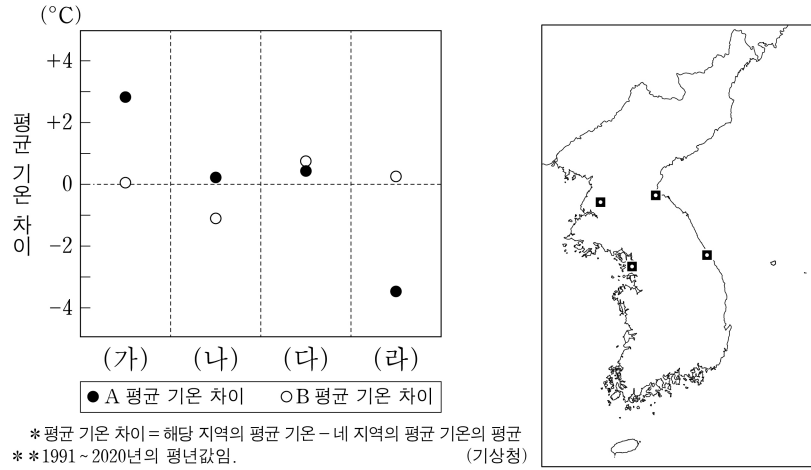 (°C)
+4
+2
0
−2
−4
평균 기온 차이
(가) (나) (다) (라)
● A 평균 기온 차이 ○ B 평균 기온 차이
＊평균 기온 차이 = 해당 지역의 평균 기온 − 네 지역의 평균 기온의 평균
＊＊1991 ~ 2020년의 평년값임. (기상청)